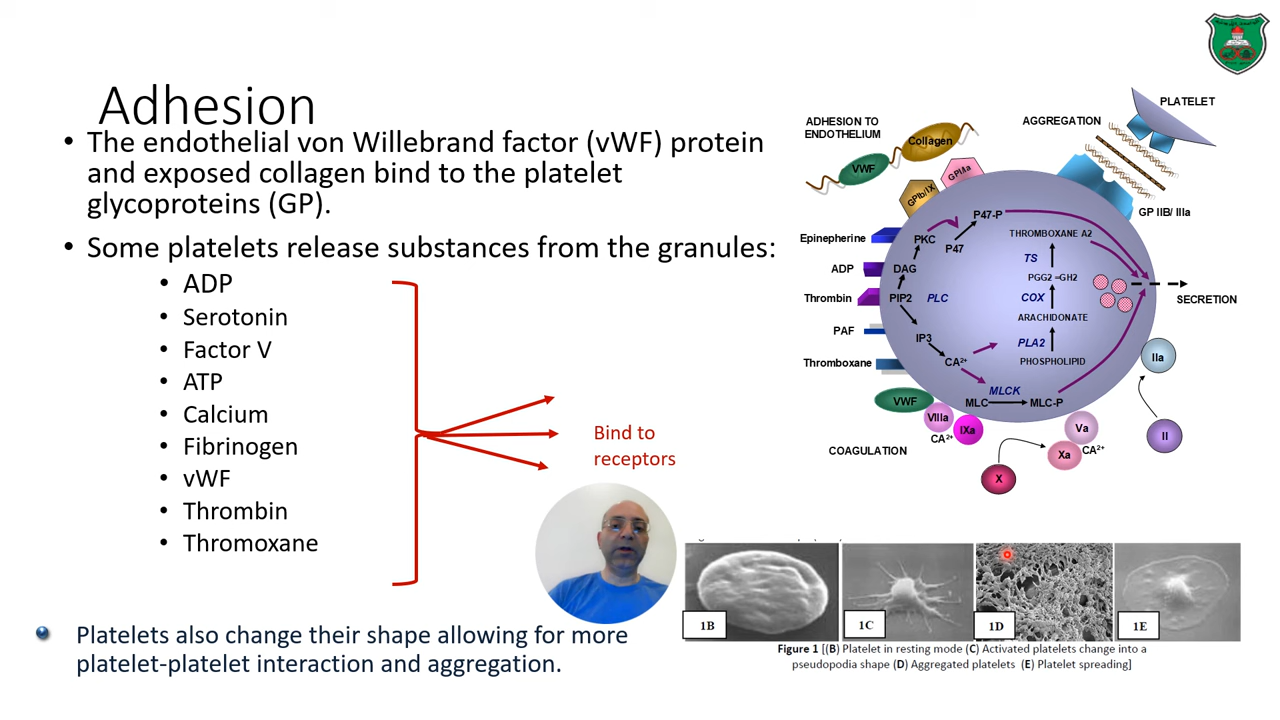 Adhesion
• The endothelial von Willebrand factor (vWF) protein
and exposed collagen bind to the platelet
glycoproteins (GP).
• Some platelets release substances from the granules:
• ADP
• Serotonin
• Factor V
• ATP
• Calcium
• Fibrinogen
• vWF
• Thrombin
• Thromoxane
Bind to
receptors
Platelets also change their shape allowing for more
platelet-platelet interaction and aggregation.
PLATELET
ADHESION TO
ENDOTHELIUM
AGGREGATION
Collagen
VWF
GPIb/IX
GPI/Ia
GP IIB/ IIIa
Epinepherine
ADP
Thrombin
PAF
Thromboxane
P47-P
PKC
P47
DAG
PIP2
PLC
IP3
CA²⁺
THROMBOXANE A2
TS
PGG2 =GH2
COX
ARACHIDONATE
PLA2
PHOSPHOLIPID
MLCK
MLC
MLC-P
SECRETION
IIa
II
VWF
VIIIa
IXa
CA²⁺
COAGULATION
X
Xa
Va
CA²⁺
1B
1C
1D
1E
Figure 1 [(B) Platelet in resting mode (C) Activated platelets change into a
pseudopodia shape (D) Aggregated platelets (E) Platelet spreading]